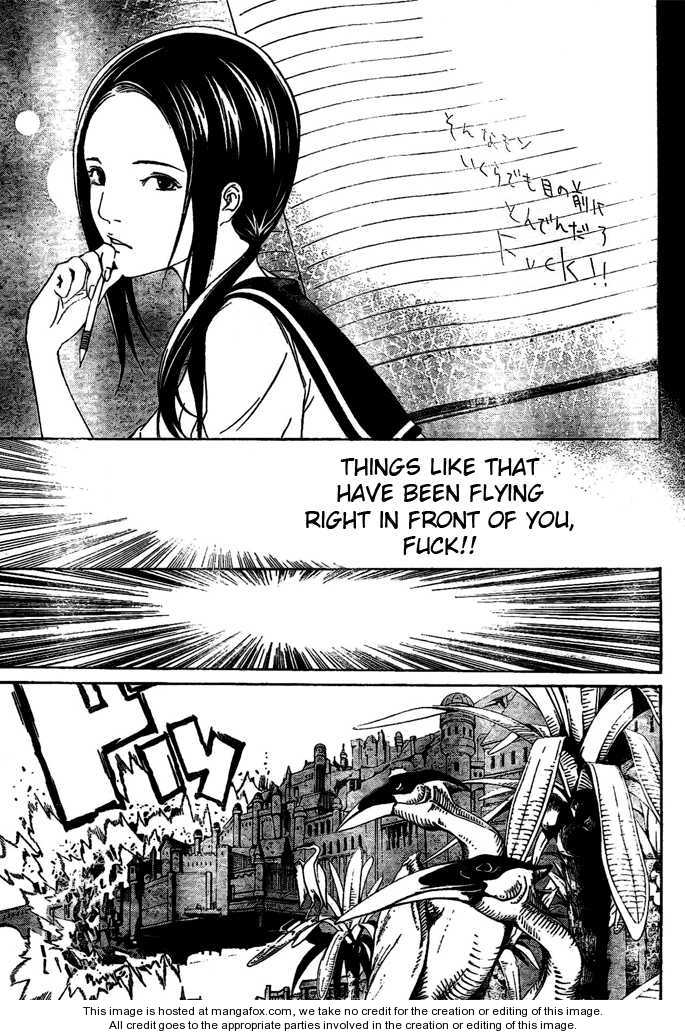 そんなモン
いくらでも目の前に
とんでんだろ
Fuck!!
THINGS LIKE THAT
HAVE BEEN FLYING
RIGHT IN FRONT OF YOU,
FUCK!!
This image is hosted at mangafox.com, we take no credit for the creation or editing of this image.
All credit goes to the appropriate parties involved in the creation or editing of this image.